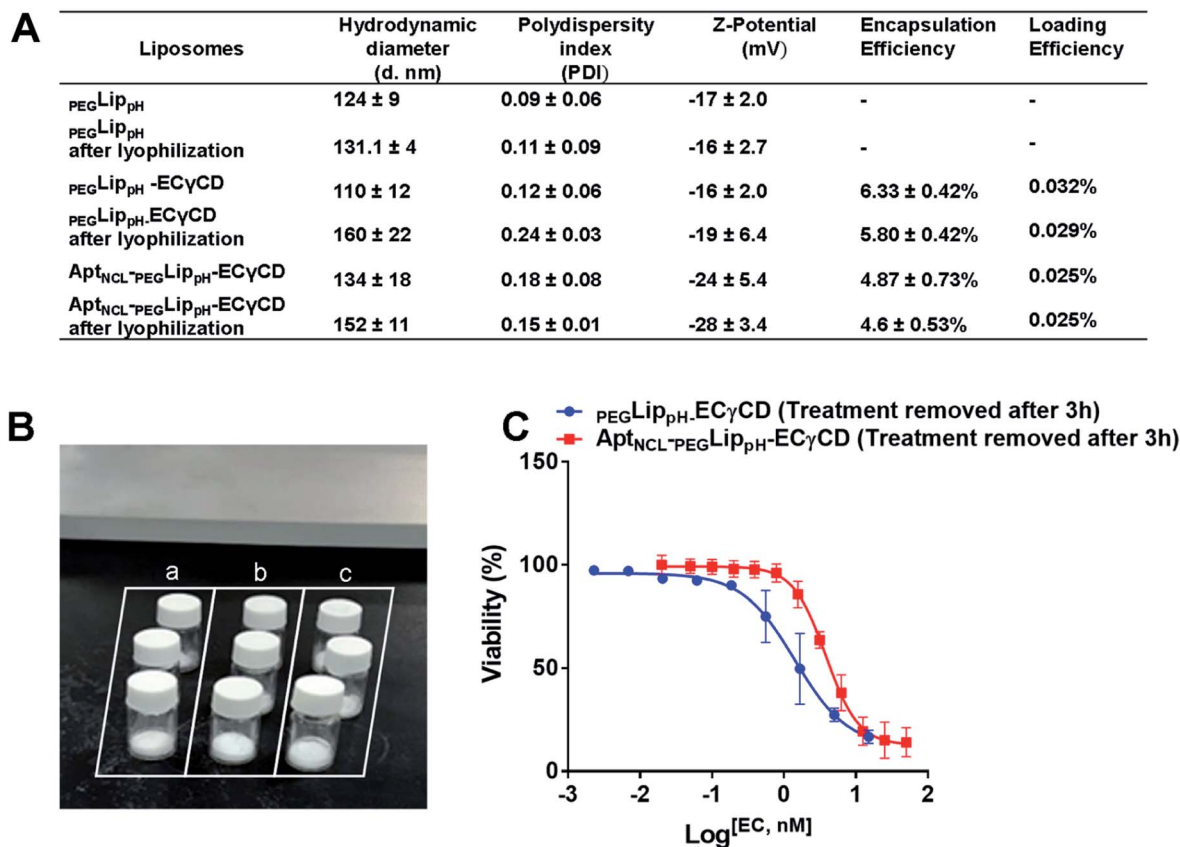 A
Liposomes
Hydrodynamic diameter (d. nm)
Polydispersity index (PDI)
Z-Potential (mV)
Encapsulation Efficiency
Loading Efficiency
PEGLippH 124 ± 9 0.09 ± 0.06 -17 ± 2.0 - -
PEGLippH
after lyophilization 131.1 ± 4 0.11 ± 0.09 -16 ± 2.7 - -
PEGLippH -ECγCD 110 ± 12 0.12 ± 0.06 -16 ± 2.0 6.33 ± 0.42% 0.032%
PEGLippH-ECγCD
after lyophilization 160 ± 22 0.24 ± 0.03 -19 ± 6.4 5.80 ± 0.42% 0.029%
AptNCL-PEGLippH-ECγCD 134 ± 18 0.18 ± 0.08 -24 ± 5.4 4.87 ± 0.73% 0.025%
AptNCL-PEGLippH-ECγCD
after lyophilization 152 ± 11 0.15 ± 0.01 -28 ± 3.4 4.6 ± 0.53% 0.025%
B
a b c
C
PEGLippH-ECγCD (Treatment removed after 3h)
AptNCL-PEGLippH-ECγCD (Treatment removed after 3h)
Viability (%)
150
100
50
0
-3 -2 -1 0 1 2
Log[EC, nM]